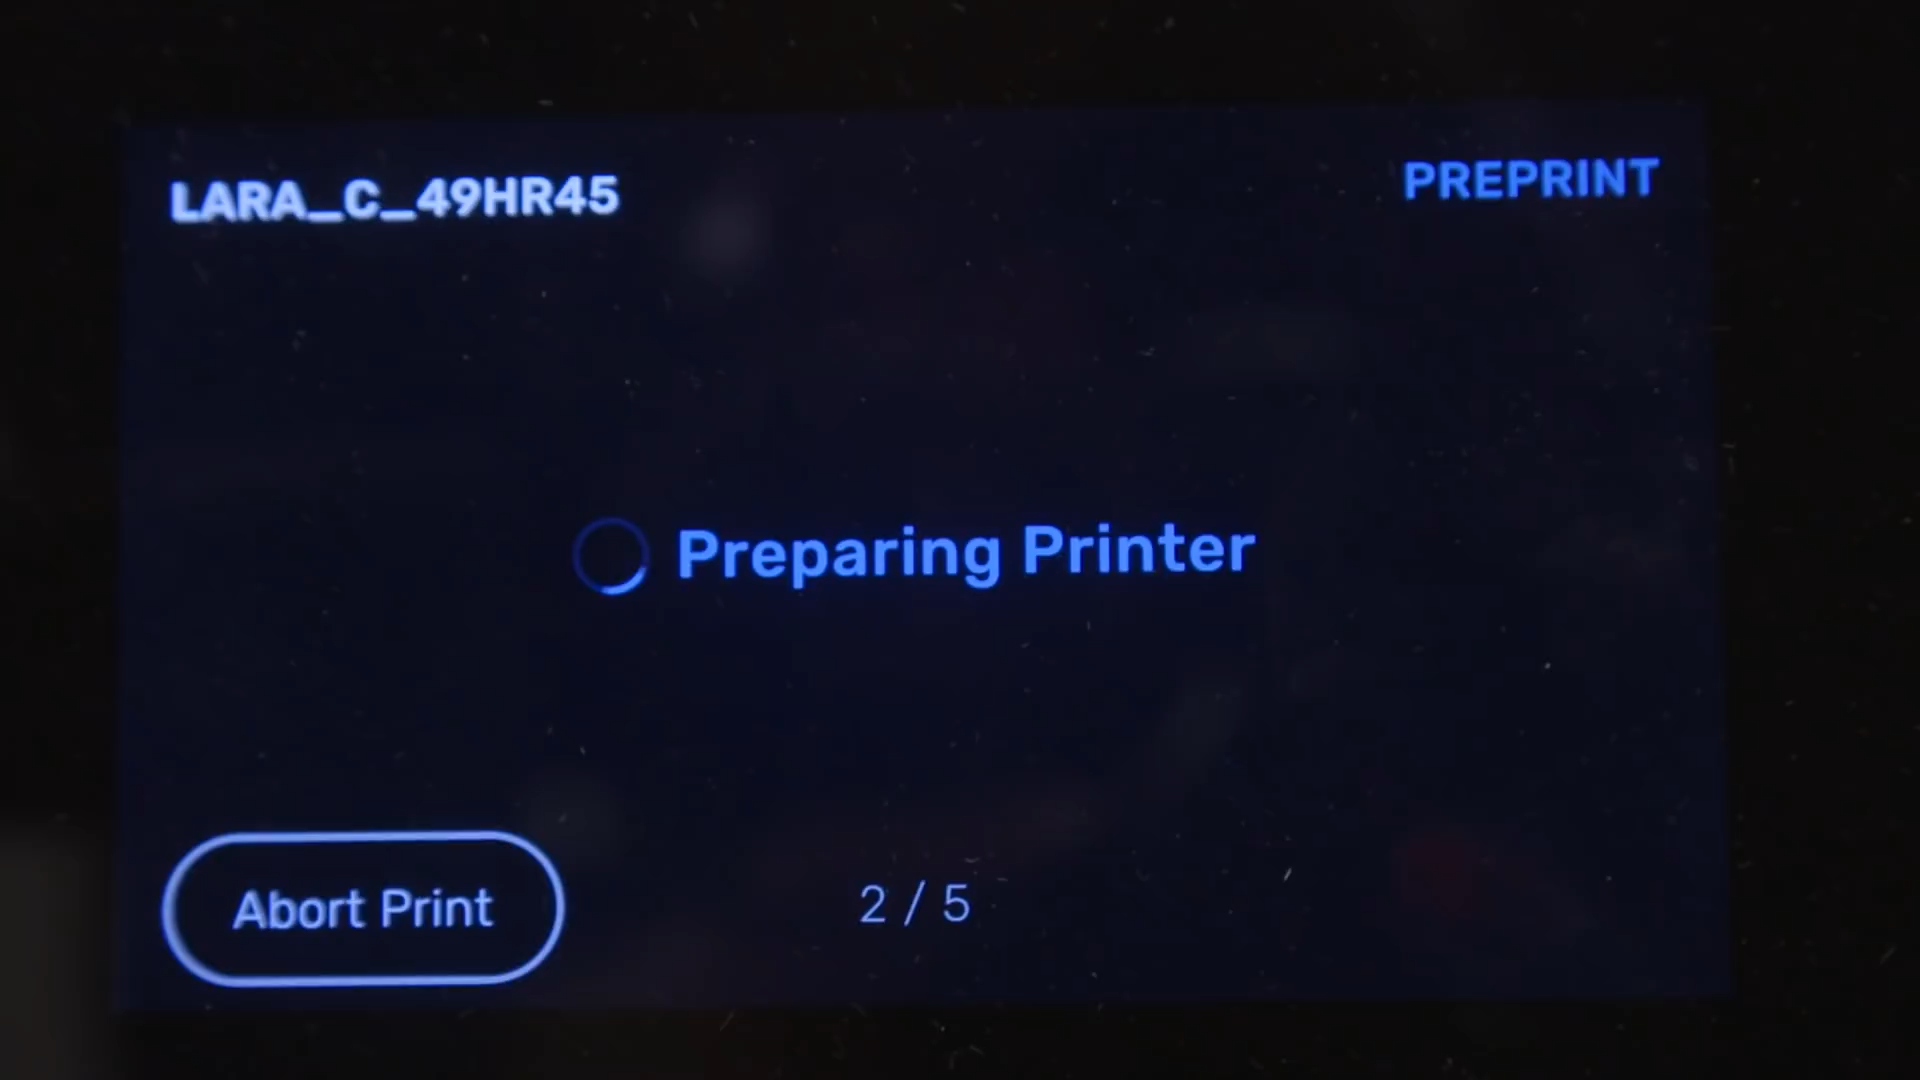 LARA_C_49HR45
PREPRINT
Preparing Printer
Abort Print
2 / 5